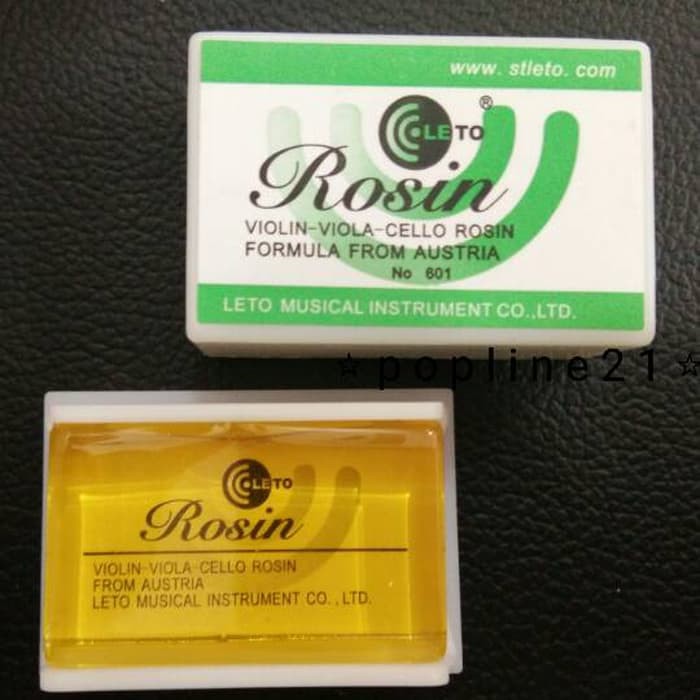 www. stleto. com
LETO®
Rosin
VIOLIN-VIOLA-CELLO ROSIN
FORMULA FROM AUSTRIA
No 601
LETO MUSICAL INSTRUMENT CO.,LTD.
☆popline21☆
LETO
Rosin
VIOLIN-VIOLA-CELLO ROSIN
FROM AUSTRIA
LETO MUSICAL INSTRUMENT CO., LTD.